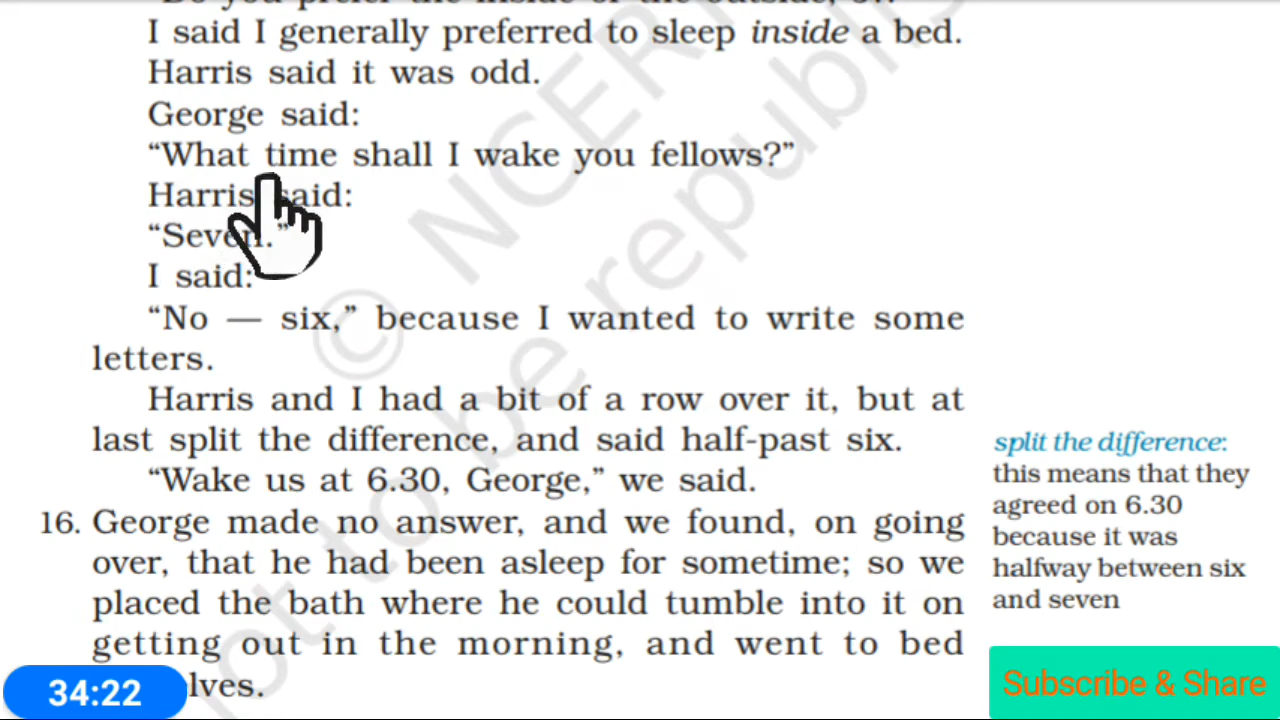 I said I generally preferred to sleep inside a bed.
Harris said it was odd.
George said:
“What time shall I wake you fellows?”
Harris said:
“Seven.”
I said:
“No — six,” because I wanted to write some
letters.
Harris and I had a bit of a row over it, but at
last split the difference, and said half-past six.
“Wake us at 6.30, George,” we said.
16. George made no answer, and we found, on going
over, that he had been asleep for sometime; so we
placed the bath where he could tumble into it on
getting out in the morning, and went to bed
lves.
split the difference:
this means that they
agreed on 6.30
because it was
halfway between six
and seven
© NCERT
not to be republis
34:22
Subscribe & Share